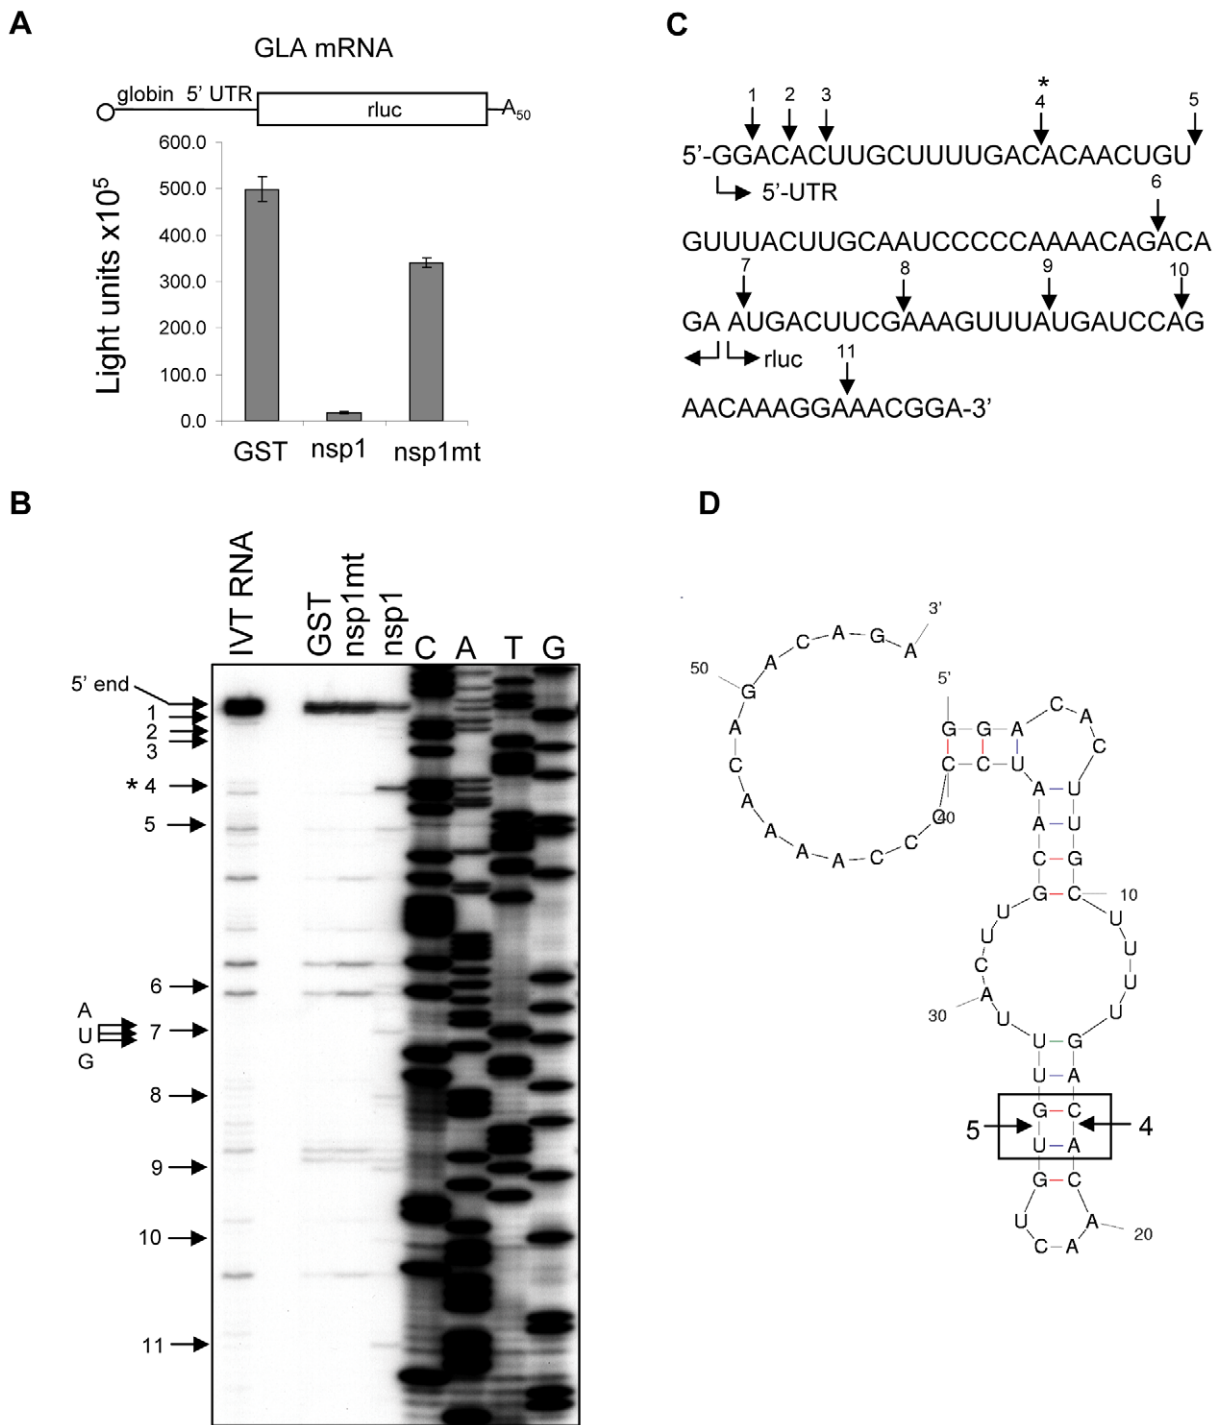 A
GLA mRNA
globin 5' UTR
rluc
A50
Light units x10^5
600.0
500.0
400.0
300.0
200.0
100.0
0.0
GST nsp1 nsp1mt
C
*
1 2 3 4 5
5'-GGACACUUGCUUUUGACACAACUGU
5'-UTR
6
GUUUACUUGCAAUCCCCCAAAACAGACA
7 8 9 10
GA AUGACUUCGAAAGUUUAUGAUCCAG
rluc
11
AACAAAGGAAACGGA-3'
B
IVT RNA
GST
nsp1mt
nsp1
C A T G
5' end
1
2
3
* 4
5
6
A
U
G
7
8
9
10
11
D
3'
5'
50
40
10
30
20
5
4